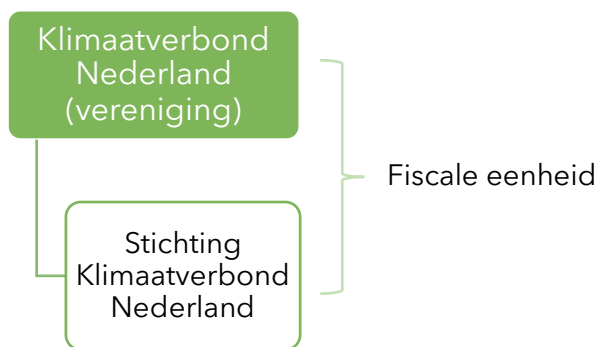 Klimaatverbond
Nederland
(vereniging)
Fiscale eenheid
Stichting
Klimaatverbond
Nederland